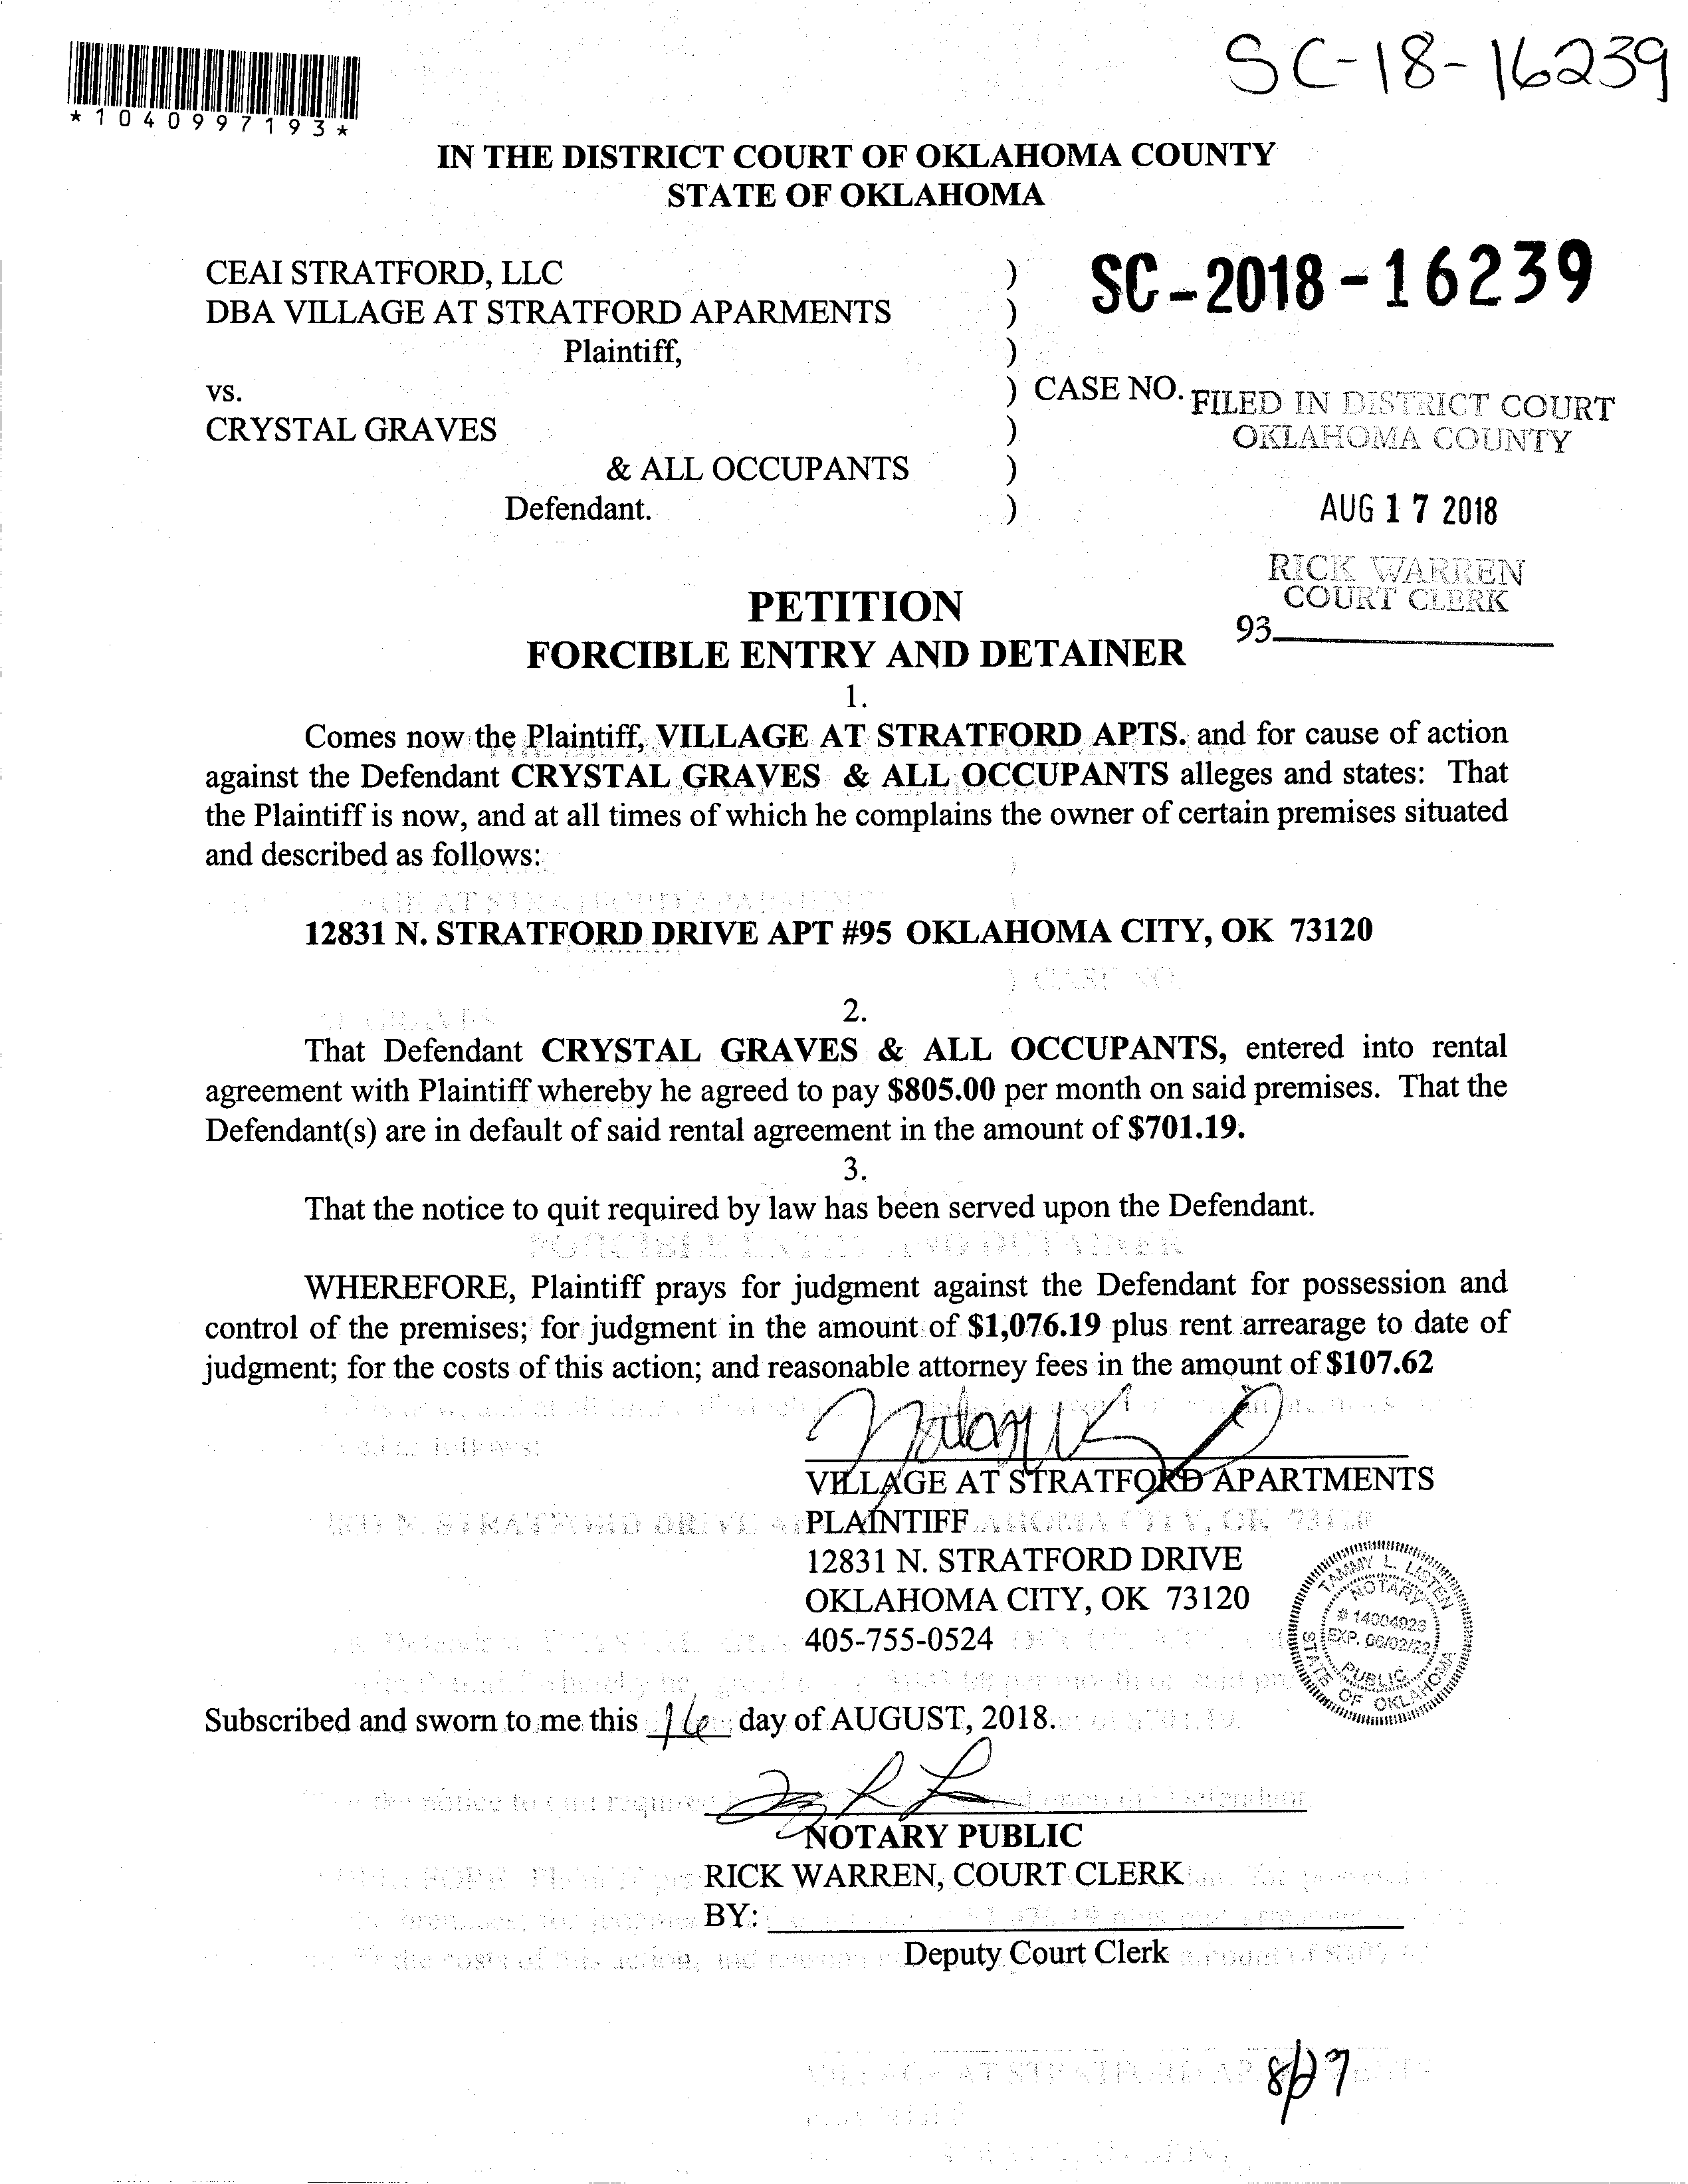 SC-18-16239
*1040997193*
IN THE DISTRICT COURT OF OKLAHOMA COUNTY
STATE OF OKLAHOMA
CEAI STRATFORD, LLC )
DBA VILLAGE AT STRATFORD APARMENTS )
Plaintiff, )
SC-2018-16239
vs. ) CASE NO.
CRYSTAL GRAVES )
& ALL OCCUPANTS )
Defendant. )
FILED IN DISTRICT COURT
OKLAHOMA COUNTY
AUG 17 2018
RICK WARREN
COURT CLERK
93
PETITION
FORCIBLE ENTRY AND DETAINER
1.
Comes now the Plaintiff, VILLAGE AT STRATFORD APTS. and for cause of action
against the Defendant CRYSTAL GRAVES & ALL OCCUPANTS alleges and states: That
the Plaintiff is now, and at all times of which he complains the owner of certain premises situated
and described as follows:
12831 N. STRATFORD DRIVE APT #95 OKLAHOMA CITY, OK 73120
2.
That Defendant CRYSTAL GRAVES & ALL OCCUPANTS, entered into rental
agreement with Plaintiff whereby he agreed to pay $805.00 per month on said premises. That the
Defendant(s) are in default of said rental agreement in the amount of $701.19.
3.
That the notice to quit required by law has been served upon the Defendant.
WHEREFORE, Plaintiff prays for judgment against the Defendant for possession and
control of the premises; for judgment in the amount of $1,076.19 plus rent arrearage to date of
judgment; for the costs of this action; and reasonable attorney fees in the amount of $107.62
VILLAGE AT STRATFORD APARTMENTS
PLAINTIFF
12831 N. STRATFORD DRIVE
OKLAHOMA CITY, OK 73120
405-755-0524
TAMMY L. LISTEN
NOTARY
# 14004923
EXP. 06/02/22
PUBLIC
STATE OF OKLAHOMA
Subscribed and sworn to me this 16 day of AUGUST, 2018.
NOTARY PUBLIC
RICK WARREN, COURT CLERK
BY:
Deputy Court Clerk
8/27